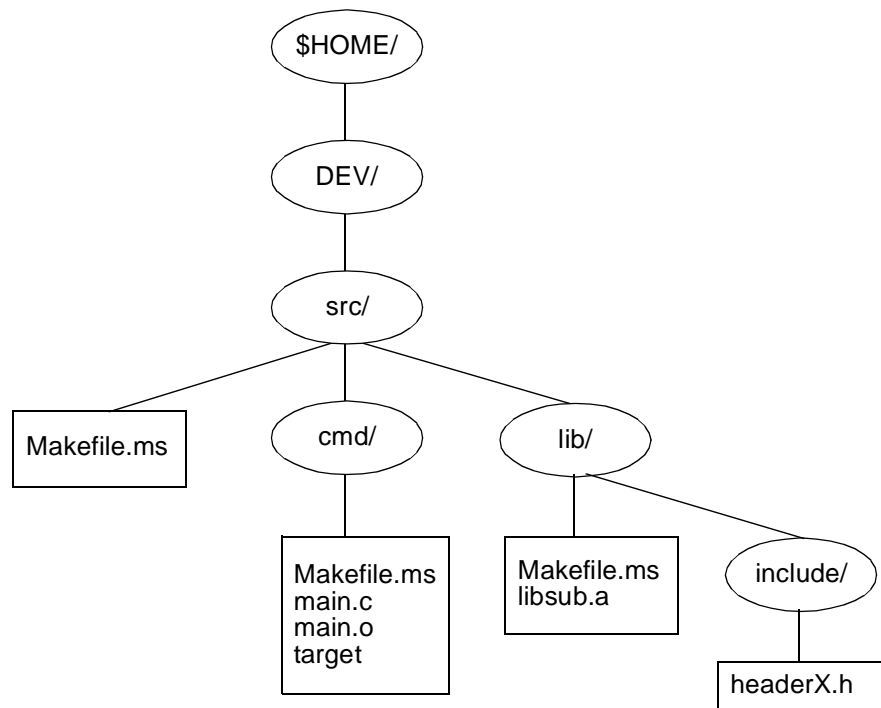 $HOME/
DEV/
src/
Makefile.ms
cmd/
lib/
Makefile.ms
main.c
main.o
target
Makefile.ms
libsub.a
include/
headerX.h